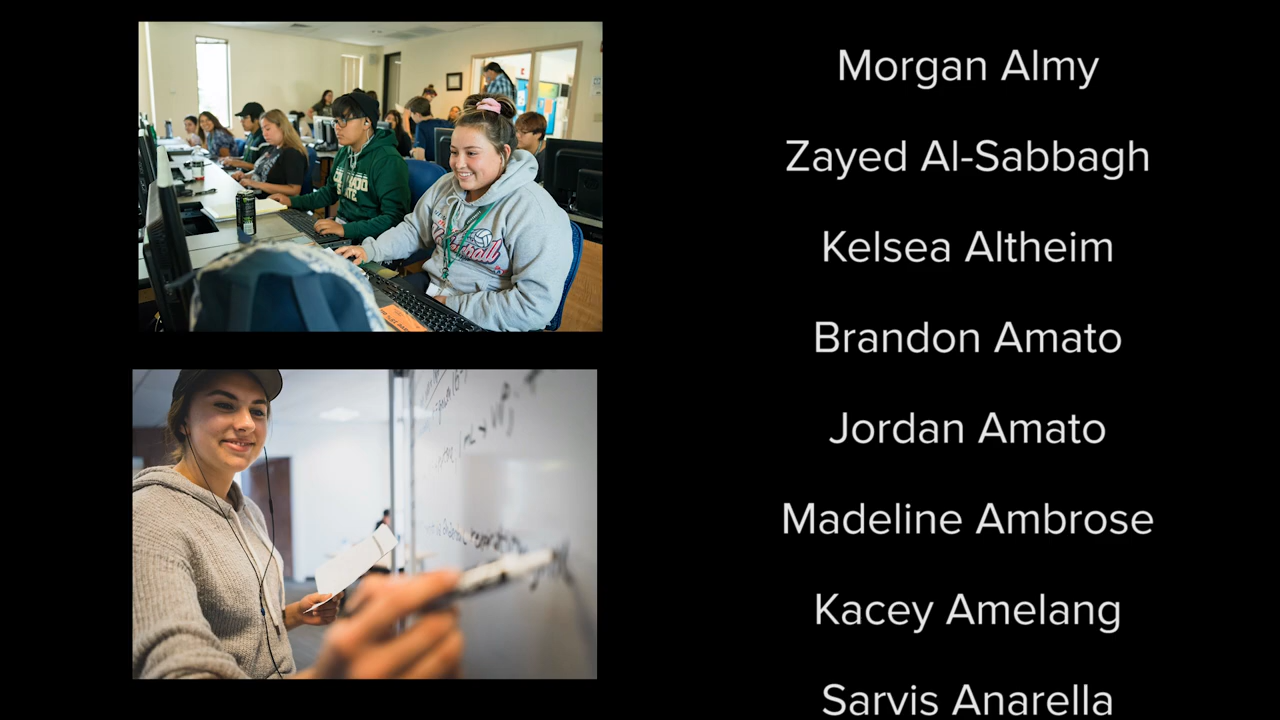 Morgan Almy
Zayed Al-Sabbagh
Kelsea Altheim
Brandon Amato
Jordan Amato
Madeline Ambrose
Kacey Amelang
Sarvis Anarella